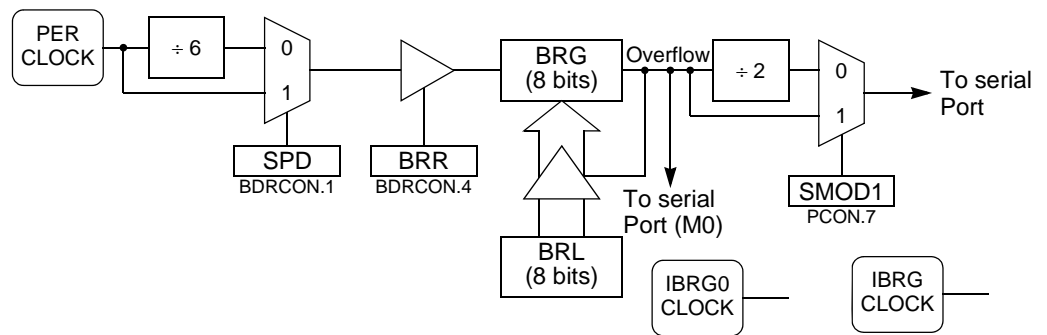 PER
CLOCK
÷ 6
0
1
SPD
BDRCON.1
BRR
BDRCON.4
BRG
(8 bits)
Overflow
÷ 2
0
1
To serial
Port
SMOD1
PCON.7
To serial
Port (M0)
BRL
(8 bits)
IBRG0
CLOCK
IBRG
CLOCK